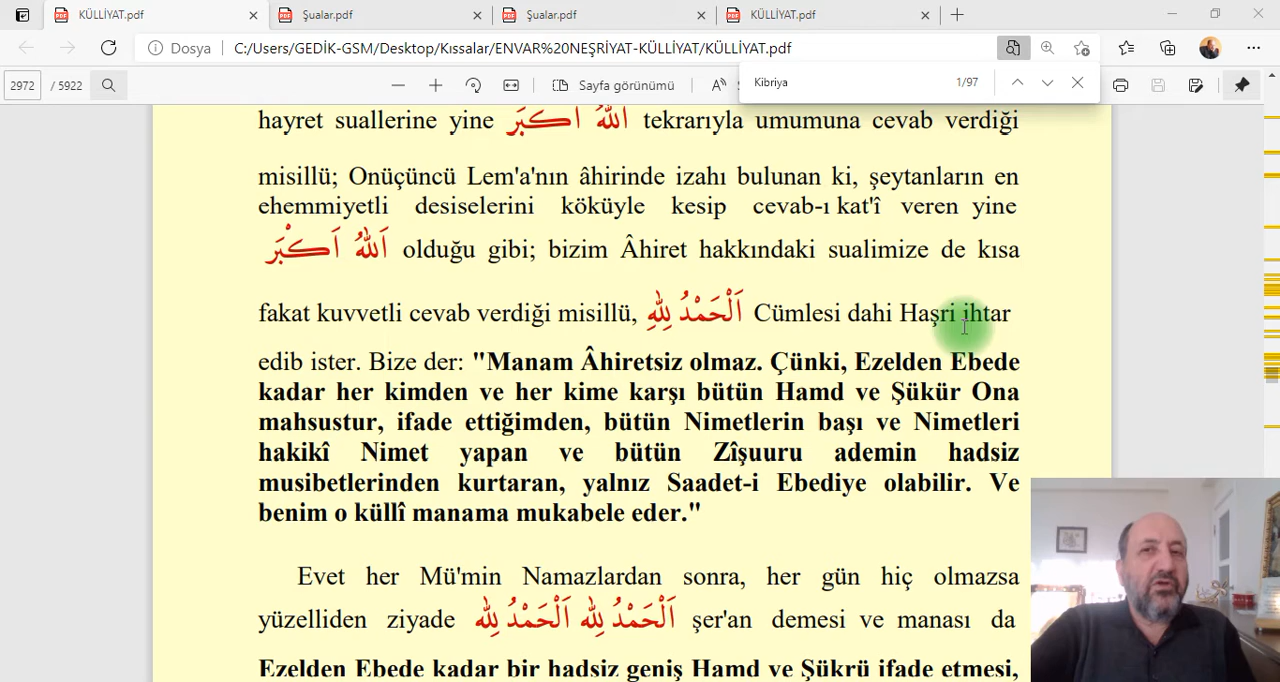 KÜLLİYAT.pdf
Şualar.pdf
Şualar.pdf
KÜLLİYAT.pdf
Dosya C:/Users/GEDİK-GSM/Desktop/Kıssalar/ENVAR%20NEŞRİYAT-KÜLLİYAT/KÜLLİYAT.pdf
2972 / 5922 Sayfa görünümü
Kibriya 1/97
hayret suallerine yine اَللّٰهُ اَكْبَرَ tekrarıyla umumuna cevab verdiği
misillü; Onüçüncü Lem'a'nın âhirinde izahı bulunan ki, şeytanların en
ehemmiyetli desiselerini köküyle kesip cevab-ı kat'î veren yine
اَللّٰهُ اَكْبَرَ olduğu gibi; bizim Âhiret hakkındaki sualimize de kısa
fakat kuvvetli cevab verdiği misillü, اَلْحَمْدُ لِلّٰهِ Cümlesi dahi Haşri ihtar
edib ister. Bize der: "Manam Âhiretsiz olmaz. Çünki, Ezelden Ebede
kadar her kimden ve her kime karşı bütün Hamd ve Şükür Ona
mahsustur, ifade ettiğimden, bütün Nimetlerin başı ve Nimetleri
hakikî Nimet yapan ve bütün Zîşuuru ademin hadsiz
musibetlerinden kurtaran, yalnız Saadet-i Ebediye olabilir. Ve
benim o küllî manama mukabele eder."
Evet her Mü'min Namazlardan sonra, her gün hiç olmazsa
yüzelliden ziyade اَلْحَمْدُ لِلّٰهِ اَلْحَمْدُ لِلّٰهِ şer'an demesi ve manası da
Ezelden Ebede kadar bir hadsiz geniş Hamd ve Şükrü ifade etmesi,